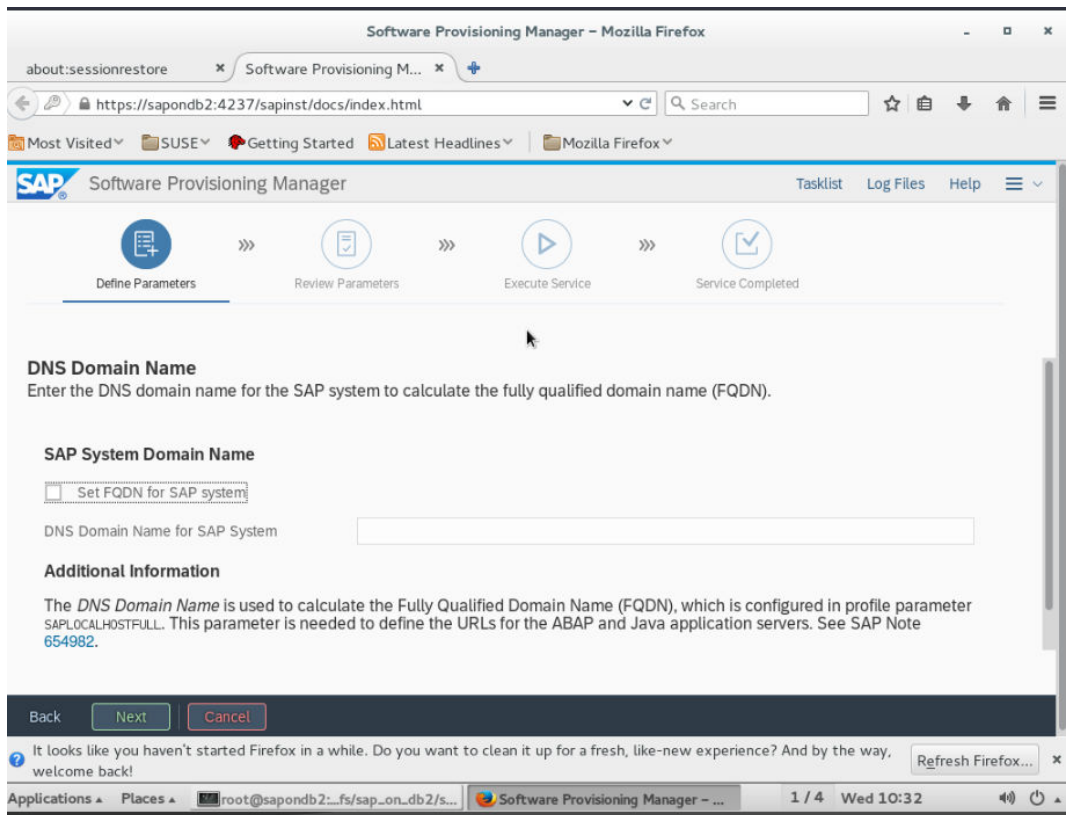 Software Provisioning Manager – Mozilla Firefox
about:sessionrestore
Software Provisioning M...
https://sapondb2:4237/sapinst/docs/index.html
Search
Most Visited
SUSE
Getting Started
Latest Headlines
Mozilla Firefox
SAP
Software Provisioning Manager
Tasklist
Log Files
Help
Define Parameters
Review Parameters
Execute Service
Service Completed
DNS Domain Name
Enter the DNS domain name for the SAP system to calculate the fully qualified domain name (FQDN).
SAP System Domain Name
Set FQDN for SAP system
DNS Domain Name for SAP System
Additional Information
The DNS Domain Name is used to calculate the Fully Qualified Domain Name (FQDN), which is configured in profile parameter
SAPLOCALHOSTFULL. This parameter is needed to define the URLs for the ABAP and Java application servers. See SAP Note
654982.
Back
Next
Cancel
It looks like you haven't started Firefox in a while. Do you want to clean it up for a fresh, like-new experience? And by the way,
welcome back!
Refresh Firefox...
Applications
Places
root@sapondb2:...fs/sap_on_db2/s...
Software Provisioning Manager – ...
1 / 4
Wed 10:32